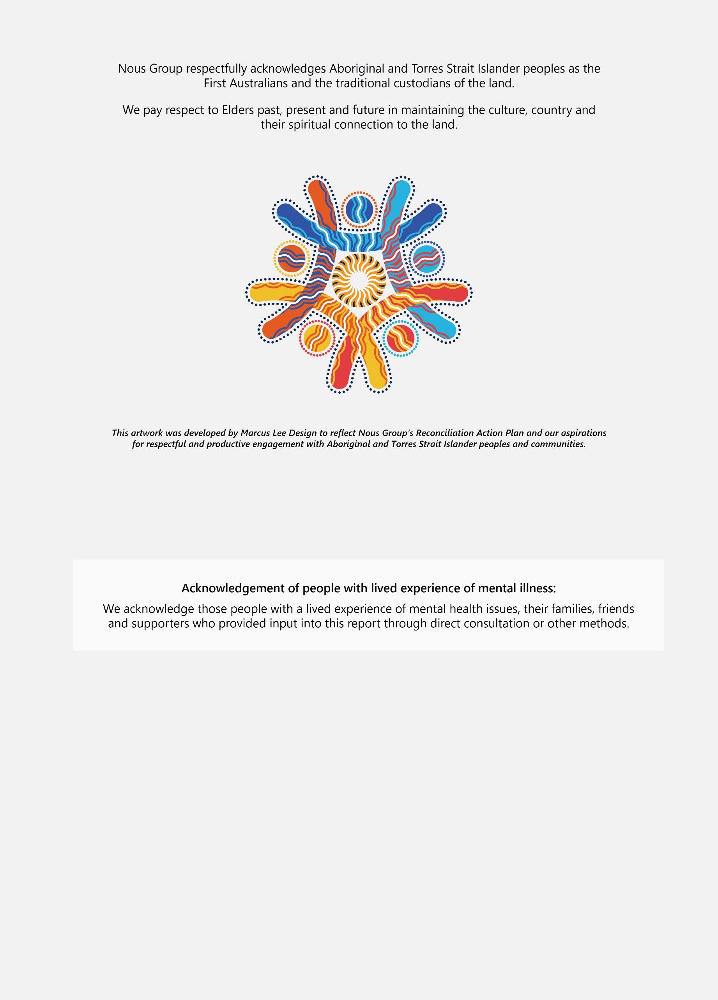 Nous Group respectfully acknowledges Aboriginal and Torres Strait Islander peoples as the
First Australians and the traditional custodians of the land.
We pay respect to Elders past, present and future in maintaining the culture, country and
their spiritual connection to the land.
This artwork was developed by Marcus Lee Design to reflect Nous Group’s Reconciliation Action Plan and our aspirations
for respectful and productive engagement with Aboriginal and Torres Strait Islander peoples and communities.
Acknowledgement of people with lived experience of mental illness:
We acknowledge those people with a lived experience of mental health issues, their families, friends
and supporters who provided input into this report through direct consultation or other methods.